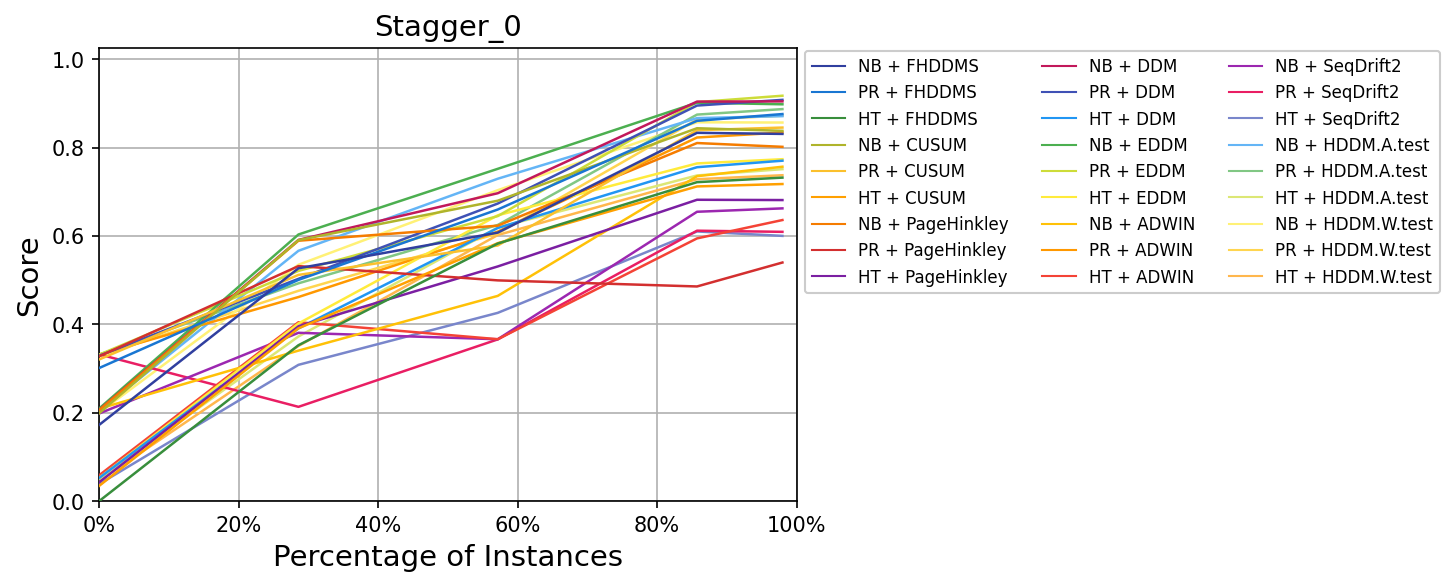 Stagger_0
1.0
0.8
0.6
0.4
0.2
0.0
Score
0% 20% 40% 60% 80% 100%
Percentage of Instances
NB + FHDDMS
PR + FHDDMS
HT + FHDDMS
NB + CUSUM
PR + CUSUM
HT + CUSUM
NB + PageHinkley
PR + PageHinkley
HT + PageHinkley
NB + DDM
PR + DDM
HT + DDM
NB + EDDM
PR + EDDM
HT + EDDM
NB + ADWIN
PR + ADWIN
HT + ADWIN
NB + SeqDrift2
PR + SeqDrift2
HT + SeqDrift2
NB + HDDM.A.test
PR + HDDM.A.test
HT + HDDM.A.test
NB + HDDM.W.test
PR + HDDM.W.test
HT + HDDM.W.test